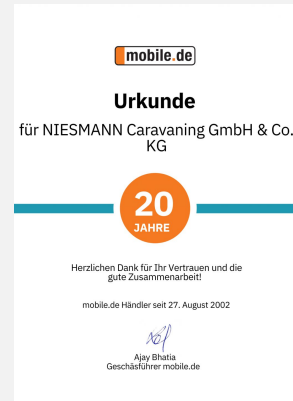 mobile.de
Urkunde
für NIESMANN Caravaning GmbH & Co.
KG
20
JAHRE
Herzlichen Dank für Ihr Vertrauen und die
gute Zusammenarbeit!
mobile.de Händler seit 27. August 2002
Ajay Bhatia
Geschäsführer mobile.de